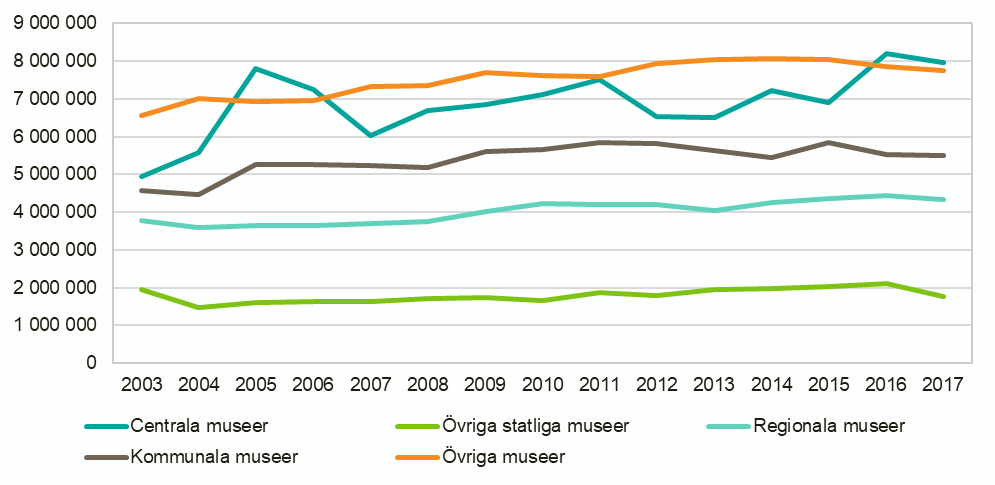 9 000 000
8 000 000
7 000 000
6 000 000
5 000 000
4 000 000
3 000 000
2 000 000
1 000 000
0
2003 2004 2005 2006 2007 2008 2009 2010 2011 2012 2013 2014 2015 2016 2017
Centrala museer Övriga statliga museer Regionala museer
Kommunala museer Övriga museer